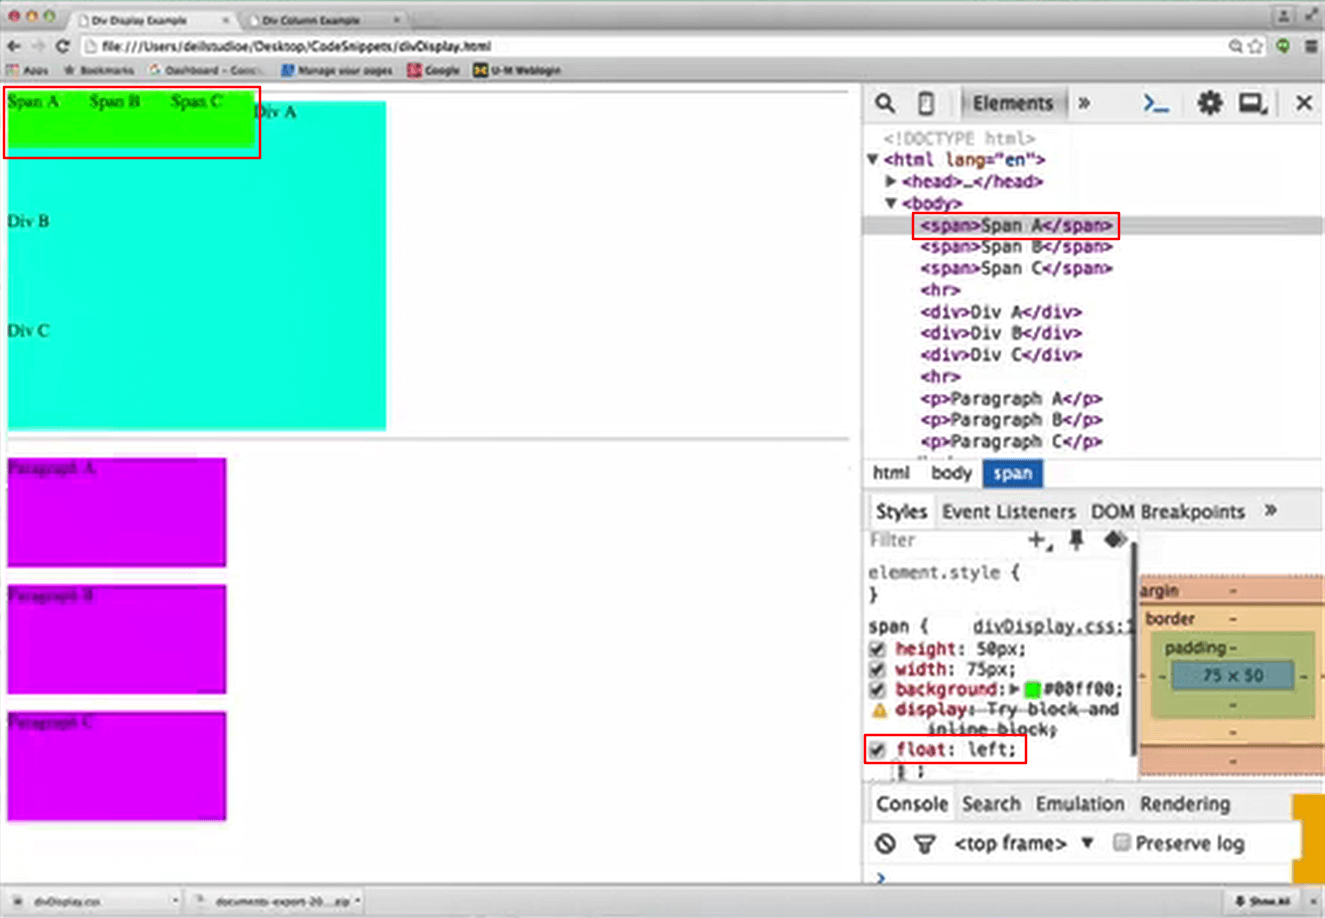 Div Display Example
Div Column Example
file:///Users/deilstudioe/Desktop/CodeSnippets/divDisplay.html
Apps Bookmarks Dashboard - Manage your pages Google U-M Weblogin
Span A Span B Span C Div A
Div B
Div C
Paragraph A
Paragraph B
Paragraph C
Elements »
<!DOCTYPE html>
▼<html lang="en">
▶<head>…</head>
▼<body>
<span>Span A</span>
<span>Span B</span>
<span>Span C</span>
<hr>
<div>Div A</div>
<div>Div B</div>
<div>Div C</div>
<hr>
<p>Paragraph A</p>
<p>Paragraph B</p>
<p>Paragraph C</p>
html body span
Styles Event Listeners DOM Breakpoints »
Filter
element.style {
}
span { divDisplay.css:1
height: 50px;
width: 75px;
background:▶#00ff00;
display: Try block and
inline-block;
float: left;
} ;
argin -
border -
padding -
- - 75 × 50 - -
-
-
-
Console Search Emulation Rendering
<top frame> ▼ Preserve log
>
divDisplay.css documents-export-20....zip Show All